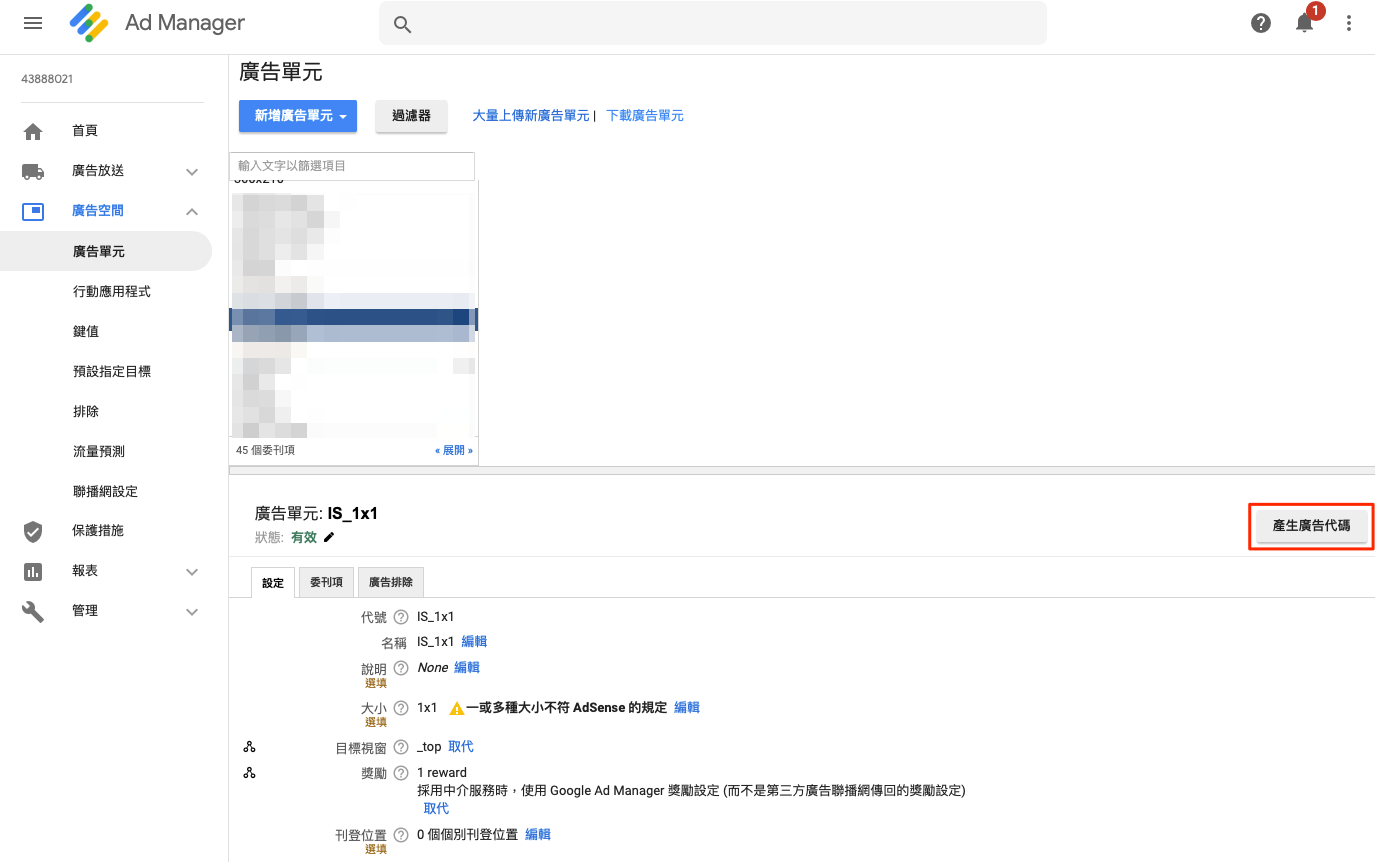 Ad Manager
1
43888021
首頁
廣告放送
廣告空間
廣告單元
行動應用程式
鍵值
預設指定目標
排除
流量預測
聯播網設定
保護措施
報表
管理
廣告單元
新增廣告單元
過濾器
大量上傳新廣告單元 | 下載廣告單元
輸入文字以篩選項目
45 個委刊項
« 展開 »
廣告單元: IS_1x1
狀態: 有效
產生廣告代碼
設定
委刊項
廣告排除
代號 IS_1x1
名稱 IS_1x1 編輯
說明 None 編輯
選填
大小 1x1 一或多種大小不符 AdSense 的規定 編輯
選填
目標視窗 _top 取代
獎勵 1 reward
採用中介服務時，使用 Google Ad Manager 獎勵設定 (而不是第三方廣告聯播網傳回的獎勵設定)
取代
刊登位置 0 個個別刊登位置 編輯
選填